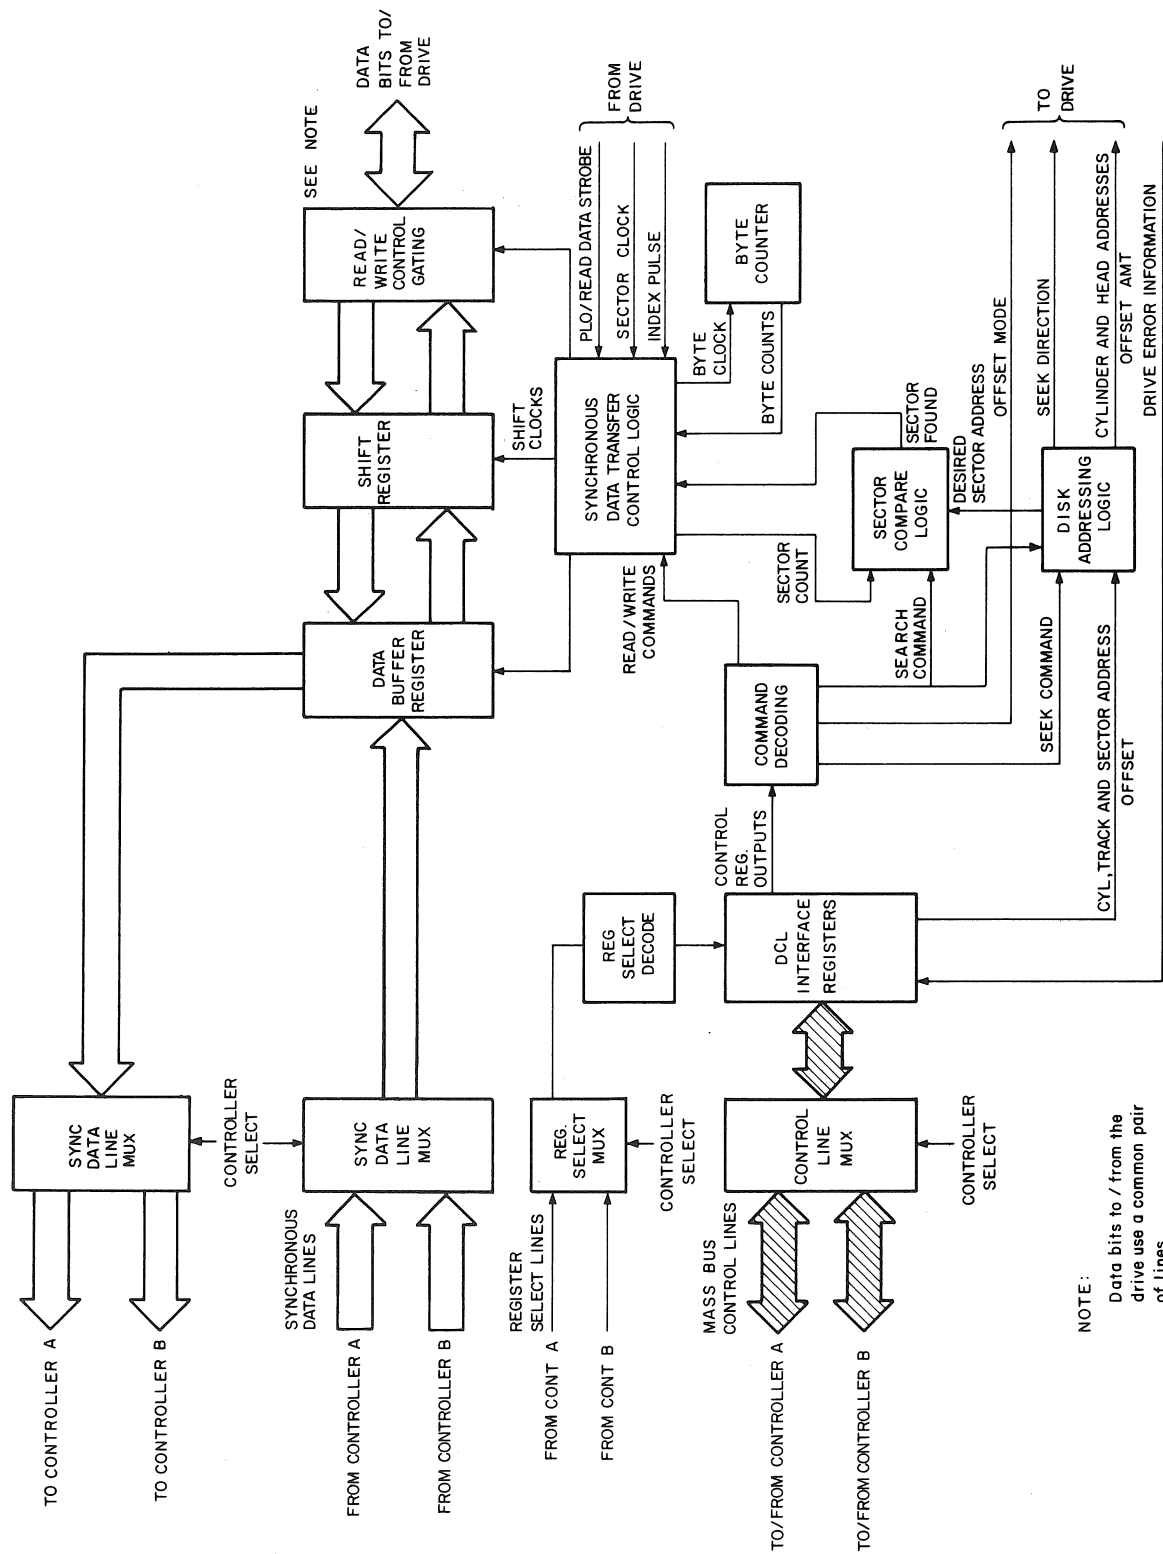 TO CONTROLLER A
TO CONTROLLER B
SYNC
DATA
LINE
MUX
CONTROLLER
SELECT
SYNCHRONOUS
DATA LINES
FROM CONTROLLER A
FROM CONTROLLER B
SYNC
DATA
LINE
MUX
DATA
BUFFER
REGISTER
SHIFT
REGISTER
READ/
WRITE
CONTROL
GATING
SEE NOTE
DATA
BITS TO/
FROM
DRIVE
REGISTER
SELECT LINES
FROM CONT A
FROM CONT B
REG.
SELECT
MUX
CONTROLLER
SELECT
REG
SELECT
DECODE
SHIFT
CLOCKS
SYNCHRONOUS
DATA TRANSFER
CONTROL LOGIC
PLO/READ DATA STROBE
SECTOR CLOCK
INDEX PULSE
FROM
DRIVE
READ/WRITE
COMMANDS
BYTE
CLOCK
BYTE COUNTS
BYTE
COUNTER
MASS BUS
CONTROL LINES
TO/FROM CONTROLLER A
TO/FROM CONTROLLER B
CONTROL
LINE
MUX
CONTROLLER
SELECT
DCL
INTERFACE
REGISTERS
CONTROL
REG.
OUTPUTS
COMMAND
DECODING
SECTOR
COUNT
SEARCH
COMMAND
SECTOR
COMPARE
LOGIC
SECTOR
FOUND
DESIRED
SECTOR ADDRESS
OFFSET MODE
SEEK COMMAND
SEEK DIRECTION
TO
DRIVE
DISK
ADDRESSING
LOGIC
CYL,TRACK AND SECTOR ADDRESS
OFFSET
CYLINDER AND HEAD ADDRESSES
OFFSET AMT
DRIVE ERROR INFORMATION
NOTE:
Data bits to / from the
drive use a common pair
of lines